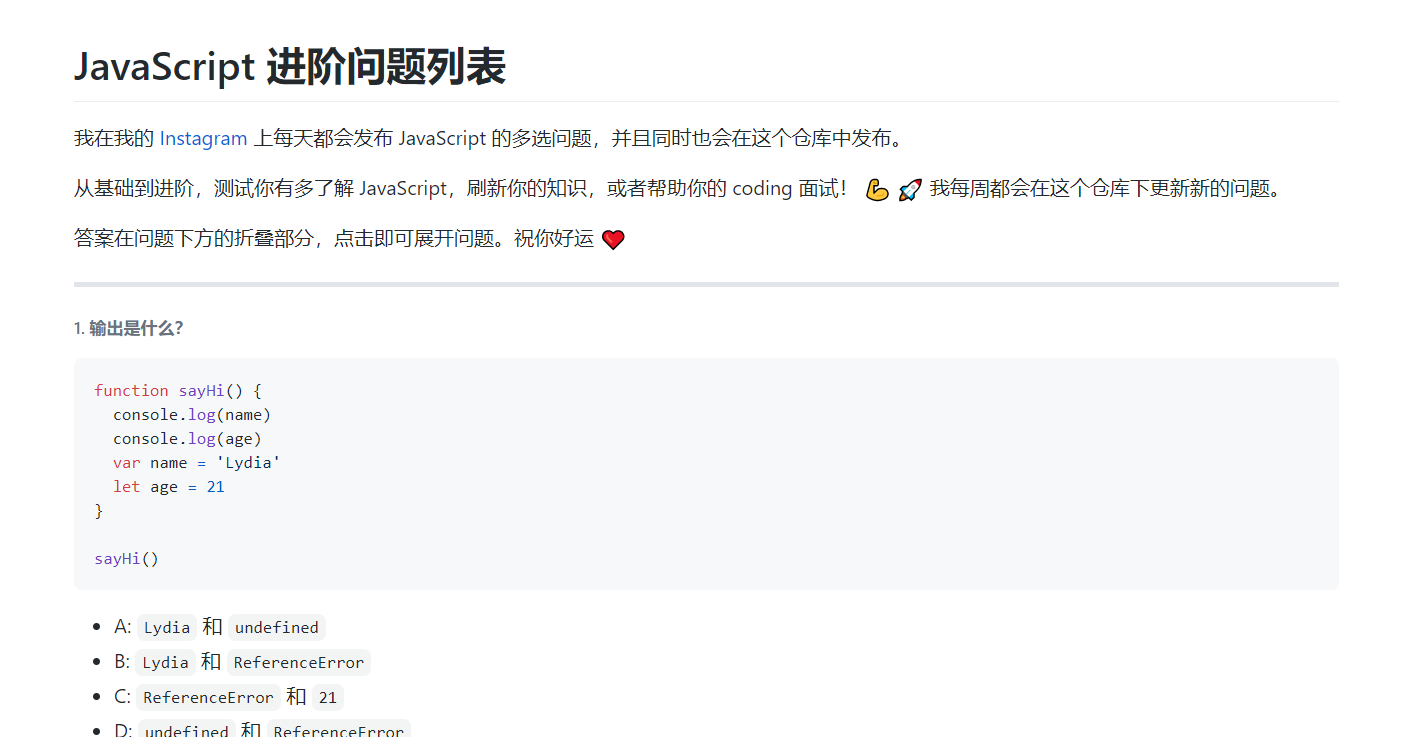 JavaScript 进阶问题列表
我在我的 Instagram 上每天都会发布 JavaScript 的多选问题，并且同时也会在这个仓库中发布。
从基础到进阶，测试你有多了解 JavaScript，刷新你的知识，或者帮助你的 coding 面试！ 💪 🚀 我每周都会在这个仓库下更新新的问题。
答案在问题下方的折叠部分，点击即可展开问题。祝你好运 ❤️
1. 输出是什么？
function sayHi() {
  console.log(name)
  console.log(age)
  var name = 'Lydia'
  let age = 21
}
sayHi()
A: Lydia 和 undefined
B: Lydia 和 ReferenceError
C: ReferenceError 和 21
D: undefined 和 ReferenceError